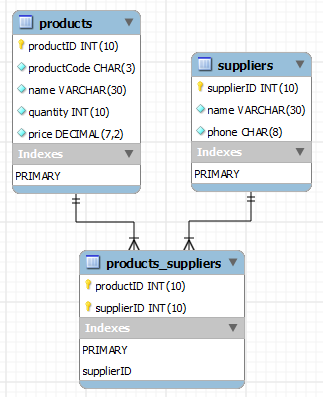 products
productID INT(10)
productCode CHAR(3)
name VARCHAR(30)
quantity INT(10)
price DECIMAL(7,2)
Indexes
PRIMARY
suppliers
supplierID INT(10)
name VARCHAR(30)
phone CHAR(8)
Indexes
PRIMARY
products_suppliers
productID INT(10)
supplierID INT(10)
Indexes
PRIMARY
supplierID